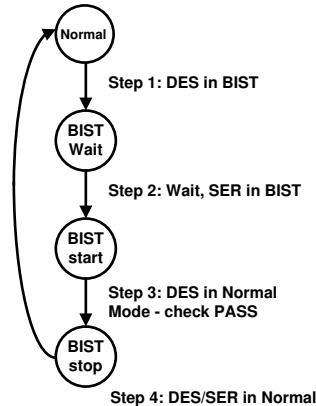 Normal
Step 1: DES in BIST
BIST
Wait
Step 2: Wait, SER in BIST
BIST
start
Step 3: DES in Normal
Mode - check PASS
BIST
stop
Step 4: DES/SER in Normal